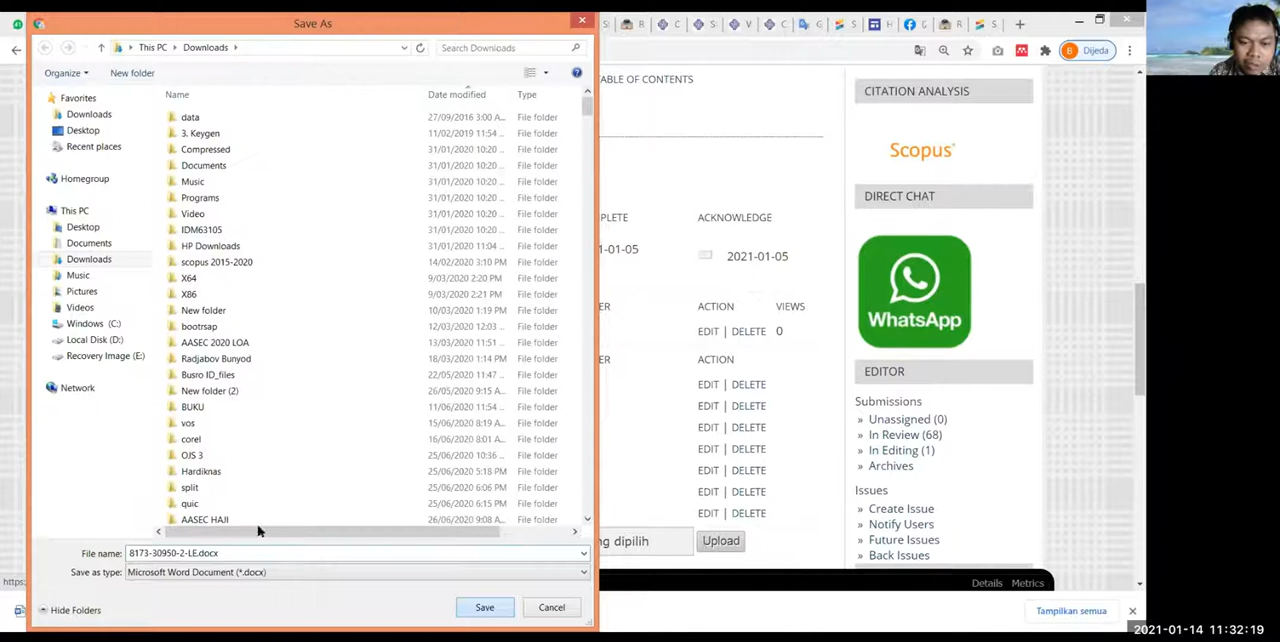 Save As
This PC
Downloads
Search Downloads
Organize
New folder
Favorites
Downloads
Desktop
Recent places
Homegroup
This PC
Desktop
Documents
Downloads
Music
Pictures
Videos
Windows (C:)
Local Disk (D:)
Recovery Image (E:)
Network
Name Date modified Type
data 27/09/2016 3:00 A... File folder
3. Keygen 11/02/2019 11:54 ... File folder
Compressed 31/01/2020 10:20 ... File folder
Documents 31/01/2020 10:20 ... File folder
Music 31/01/2020 10:20 ... File folder
Programs 31/01/2020 10:20 ... File folder
Video 31/01/2020 10:20 ... File folder
IDM63105 31/01/2020 10:20 ... File folder
HP Downloads 31/01/2020 11:04 ... File folder
scopus 2015-2020 14/02/2020 3:10 PM File folder
X64 9/03/2020 2:20 PM File folder
X86 9/03/2020 2:21 PM File folder
New folder 10/03/2020 1:19 PM File folder
bootsrap 12/03/2020 12:03 ... File folder
AASEC 2020 LOA 13/03/2020 11:51 ... File folder
Radjabov Bunyod 18/03/2020 1:14 PM File folder
Busro ID_files 22/05/2020 11:47 ... File folder
New folder (2) 26/05/2020 9:15 A... File folder
BUKU 11/06/2020 11:54 ... File folder
vos 15/06/2020 8:19 A... File folder
corel 16/06/2020 8:01 A... File folder
OJS 3 25/06/2020 10:36 ... File folder
Hardiknas 25/06/2020 5:18 PM File folder
split 25/06/2020 6:06 PM File folder
quic 25/06/2020 6:15 PM File folder
AASEC HAJI 26/06/2020 9:08 A... File folder
File name: 8173-30950-2-LE.docx
Save as type: Microsoft Word Document (*.docx)
Hide Folders
Save
Cancel
B Dijeda
ABLE OF CONTENTS
PLETE ACKNOWLEDGE
1-01-05 2021-01-05
ER ACTION VIEWS
EDIT | DELETE 0
ER ACTION
EDIT | DELETE
EDIT | DELETE
EDIT | DELETE
EDIT | DELETE
EDIT | DELETE
EDIT | DELETE
EDIT | DELETE
ng dipilih Upload
CITATION ANALYSIS
Scopus
DIRECT CHAT
WhatsApp
EDITOR
Submissions
» Unassigned (0)
» In Review (68)
» In Editing (1)
» Archives
Issues
» Create Issue
» Notify Users
» Future Issues
» Back Issues
Details Metrics
https
Tampilkan semua
2021-01-14 11:32:19